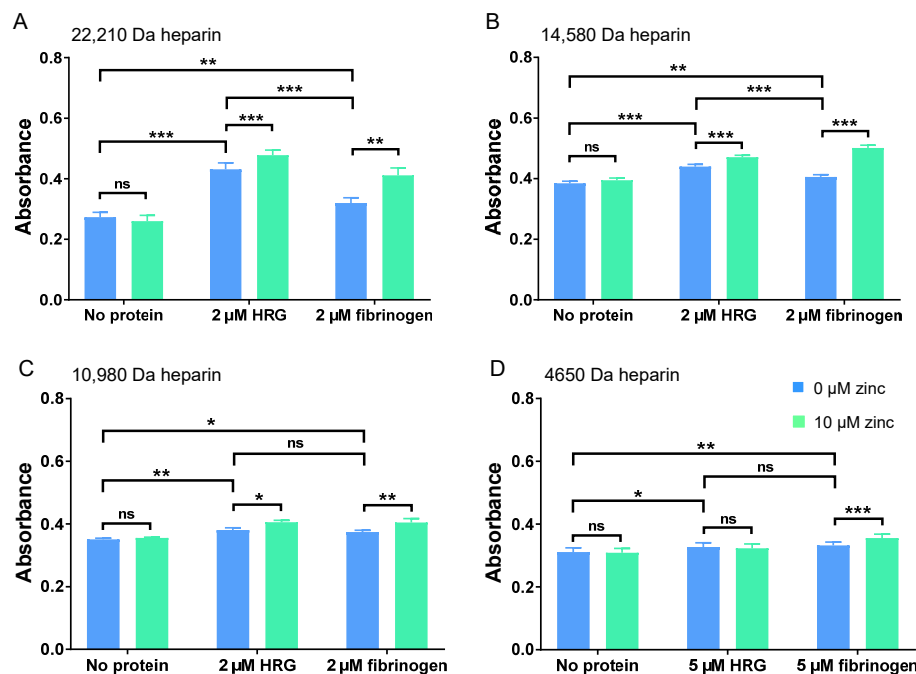 A
22,210 Da heparin
Absorbance
0.8
0.6
0.4
0.2
0.0
**
***
***
***
**
ns
No protein
2 µM HRG
2 µM fibrinogen
B
14,580 Da heparin
Absorbance
0.8
0.6
0.4
0.2
0.0
**
***
***
***
***
ns
No protein
2 µM HRG
2 µM fibrinogen
C
10,980 Da heparin
Absorbance
0.8
0.6
0.4
0.2
0.0
*
ns
**
*
**
ns
No protein
2 µM HRG
2 µM fibrinogen
D
4650 Da heparin
0 µM zinc
10 µM zinc
Absorbance
0.8
0.6
0.4
0.2
0.0
**
ns
*
***
ns
ns
No protein
5 µM HRG
5 µM fibrinogen